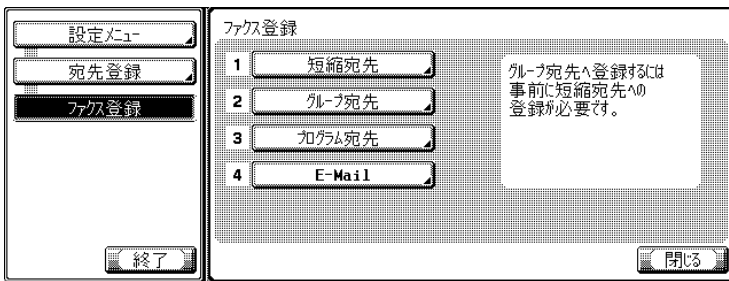 設定メニュー
宛先登録
ファクス登録
終了
ファクス登録
1 短縮宛先
2 グループ宛先
3 プログラム宛先
4 E-Mail
グループ宛先へ登録するには
事前に短縮宛先への
登録が必要です。
閉じる